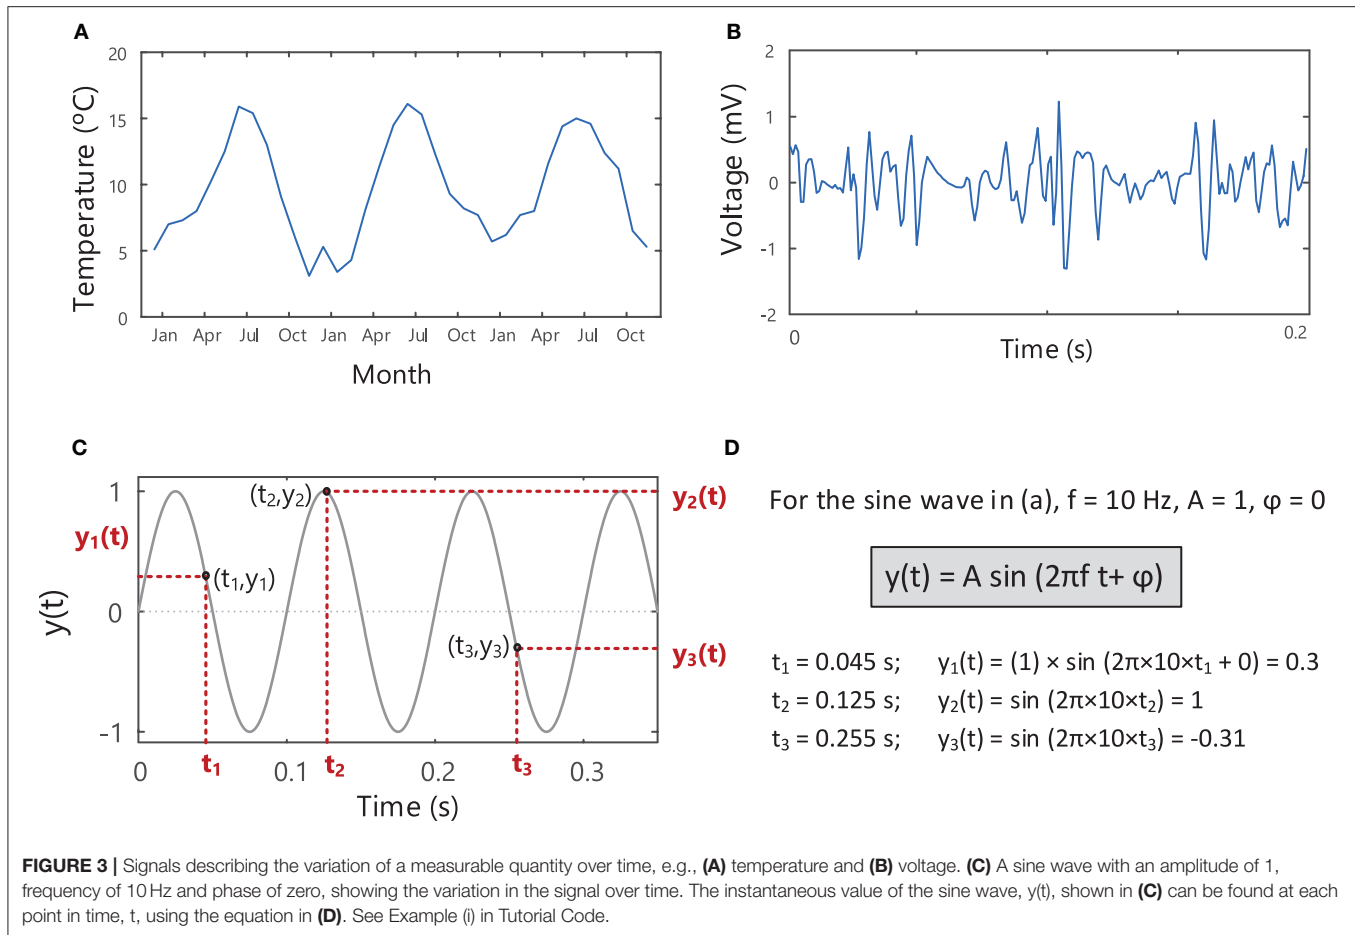 A
Temperature (ºC)
20
15
10
5
0
Jan Apr Jul Oct Jan Apr Jul Oct Jan Apr Jul Oct
Month
B
Voltage (mV)
2
1
0
-1
-2
0 0.2
Time (s)
C
y(t)
1
0
-1
y₁(t)
(t₁,y₁)
(t₂,y₂)
(t₃,y₃)
y₂(t)
y₃(t)
0 t₁ 0.1 t₂ 0.2 t₃ 0.3
Time (s)
D
For the sine wave in (a), f = 10 Hz, A = 1, φ = 0
y(t) = A sin (2πf t+ φ)
t₁ = 0.045 s; y₁(t) = (1) × sin (2π×10×t₁ + 0) = 0.3
t₂ = 0.125 s; y₂(t) = sin (2π×10×t₂) = 1
t₃ = 0.255 s; y₃(t) = sin (2π×10×t₃) = -0.31
FIGURE 3 | Signals describing the variation of a measurable quantity over time, e.g., (A) temperature and (B) voltage. (C) A sine wave with an amplitude of 1,
frequency of 10 Hz and phase of zero, showing the variation in the signal over time. The instantaneous value of the sine wave, y(t), shown in (C) can be found at each
point in time, t, using the equation in (D). See Example (i) in Tutorial Code.